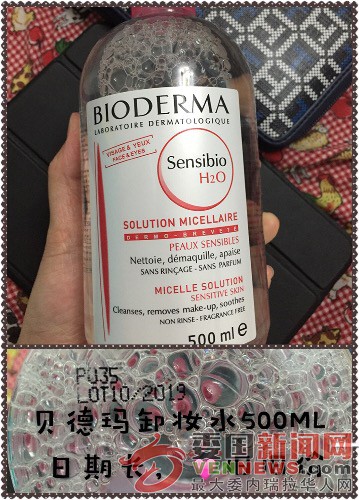 BIODERMA
LABORATOIRE DERMATOLOGIQUE
VISAGE & YEUX
FACE & EYES
Sensibio
H2O
SOLUTION MICELLAIRE
DERMO-BREVETÉ
PEAUX SENSIBLES
Nettoie, démaquille, apaise
SANS RINÇAGE - SANS PARFUM
MICELLE SOLUTION
SENSITIVE SKIN
Cleanses, removes make-up, soothes
NON RINSE - FRAGRANCE FREE
500 ml e
P035
LOT10/2019
贝德玛卸妆水500ML
日期长,
委国新闻网
VENNEWS.com
最大委内瑞拉华人网